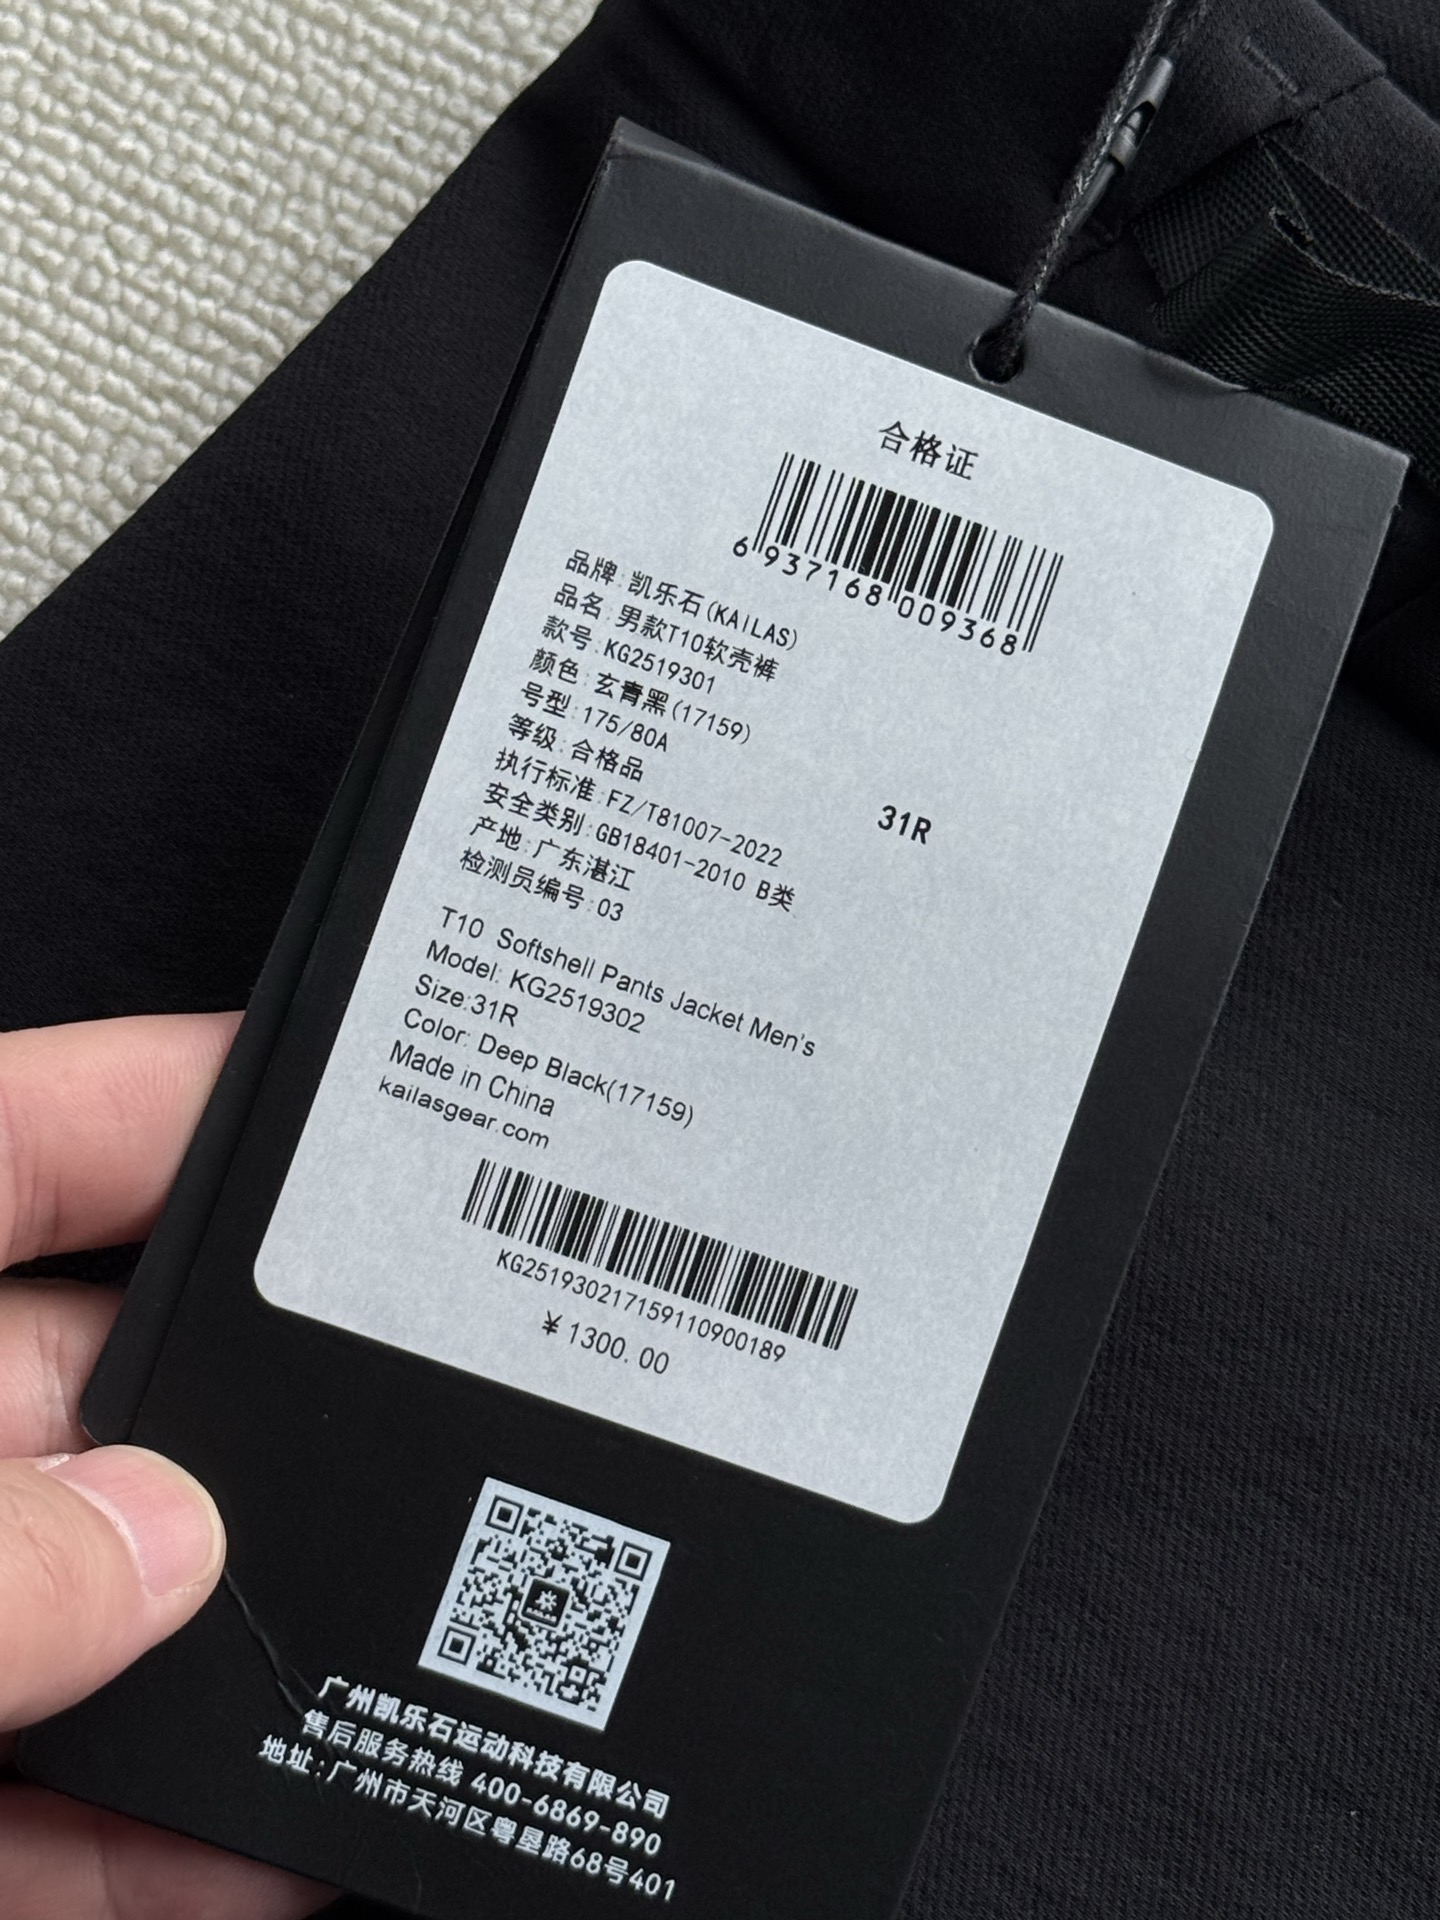 合格证
6 937168 009368
品牌:凯乐石(KAILAS)
品名:男款T10软壳裤
款号:KG2519301
颜色:玄青黑(17159)
号型:175/80A
31R
等级:合格品
执行标准:FZ/T81007-2022
安全类别:GB18401-2010 B类
产地:广东湛江
检测员编号:03
T10 Softshell Pants Jacket Men's
Model: KG2519302
Size:31R
Color: Deep Black(17159)
Made in China
kailasgear.com
KG251930217159110900189
¥1300.00
广州凯乐石运动科技有限公司
售后服务热线 400-6869-890
地址:广州市天河区粤垦路68号401